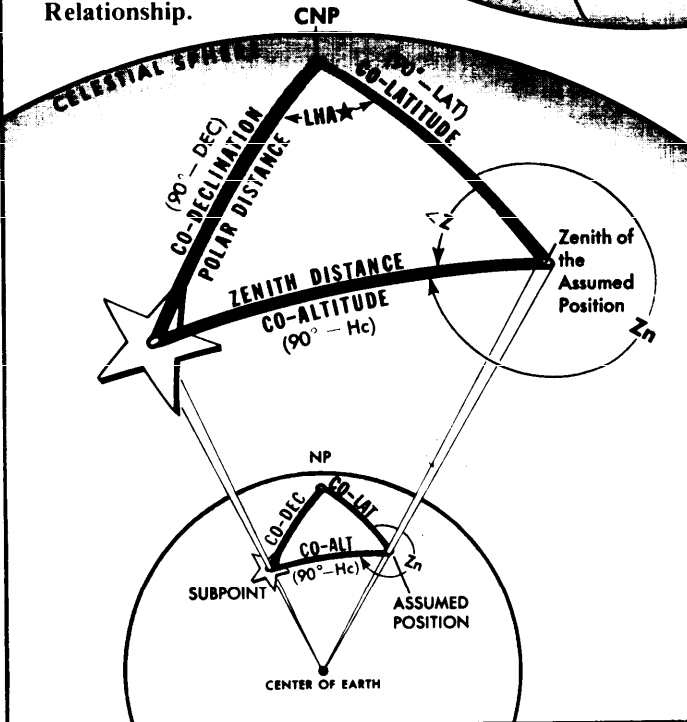 Relationship.
CNP
CELESTIAL SPHERE
(90° – LAT)
CO-LATITUDE
LHA★
(90° – DEC)
CO-DECLINATION
POLAR DISTANCE
< Z
Zenith of
the
Assumed
Position
ZENITH DISTANCE
CO-ALTITUDE
(90° – Hc)
Zn
NP
CO-LAT
CO-DEC
CO-ALT
(90°–Hc)
Zn
SUBPOINT
ASSUMED
POSITION
CENTER OF EARTH